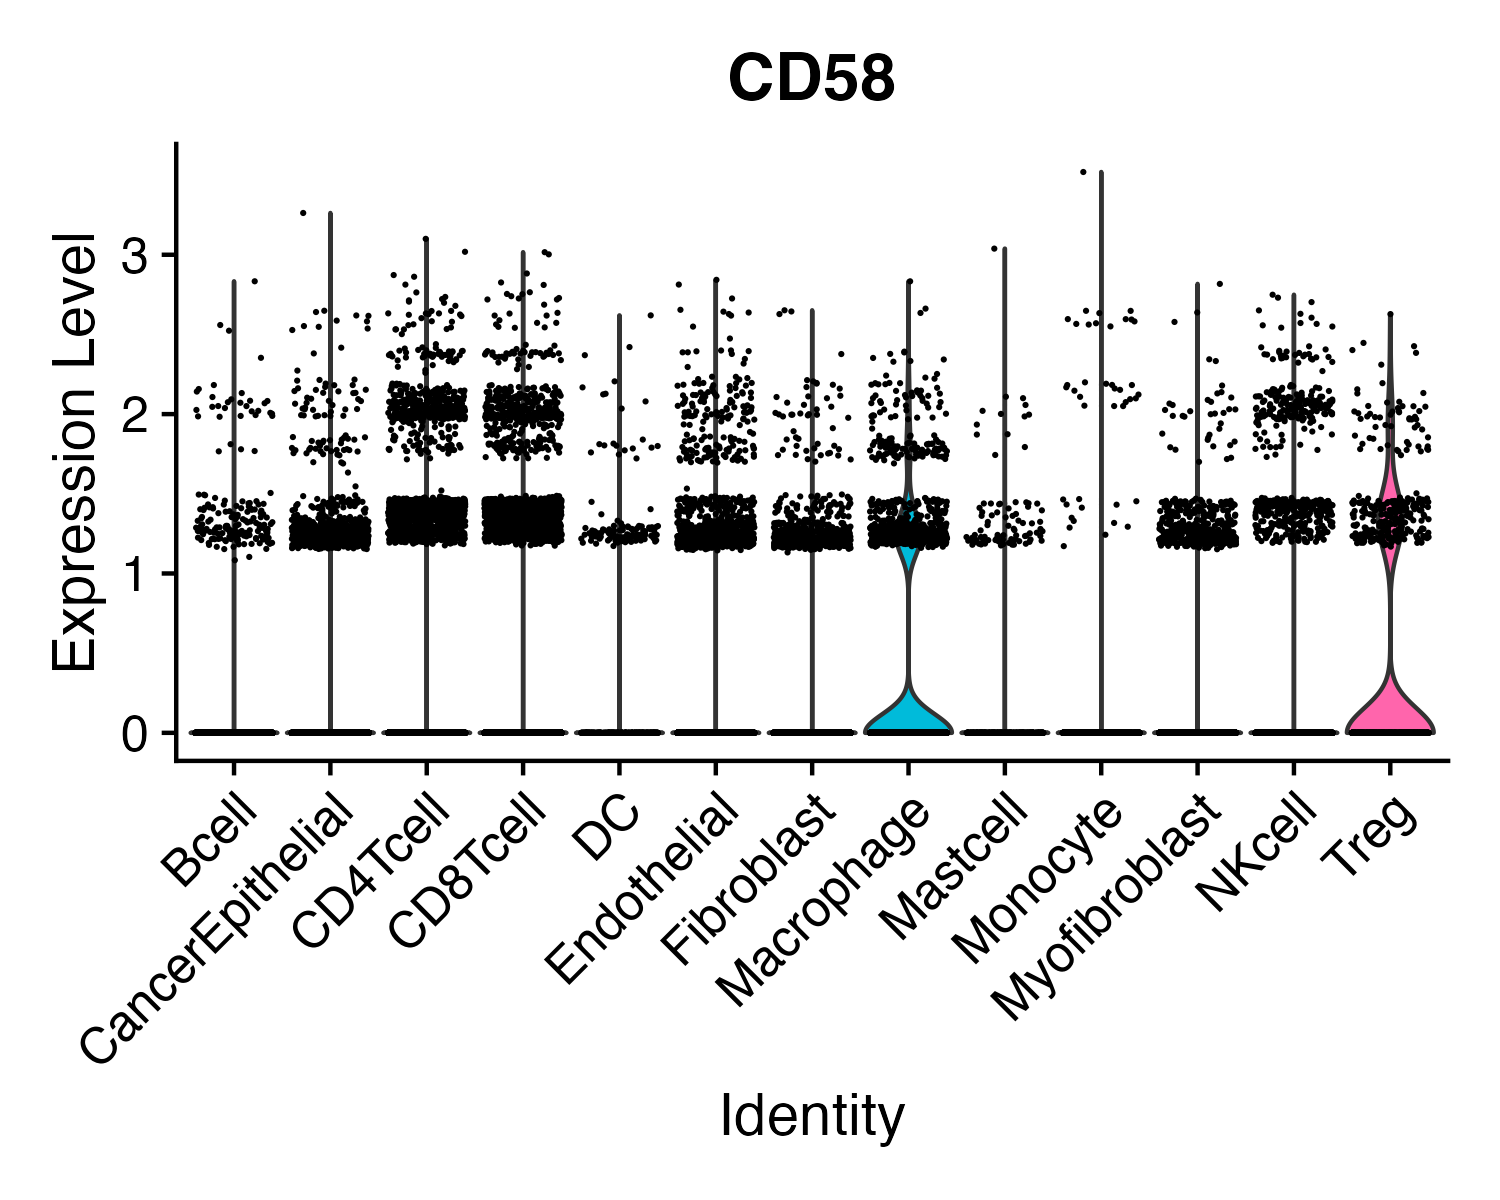 CD58
Expression Level
3
2
1
0
Bcell
CancerEpithelial
CD4Tcell
CD8Tcell
DC
Endothelial
Fibroblast
Macrophage
Mastcell
Monocyte
Myofibroblast
NKcell
Treg
Identity